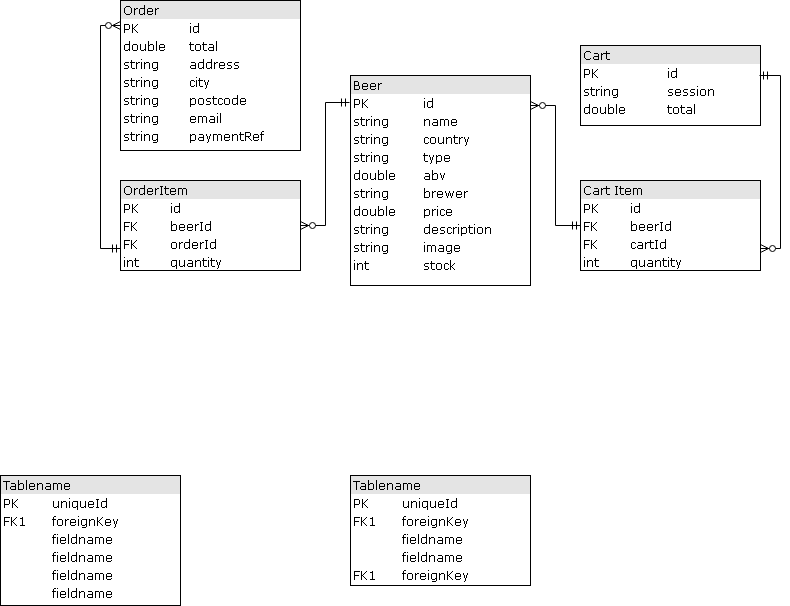 Order
PK id
double total
string address
string city
string postcode
string email
string paymentRef
OrderItem
PK id
FK beerId
FK orderId
int quantity
Beer
PK id
string name
string country
string type
double abv
string brewer
double price
string description
string image
int stock
Cart
PK id
string session
double total
Cart Item
PK id
FK beerId
FK cartId
int quantity
Tablename
PK uniqueId
FK1 foreignKey
fieldname
fieldname
fieldname
fieldname
Tablename
PK uniqueId
FK1 foreignKey
fieldname
fieldname
FK1 foreignKey